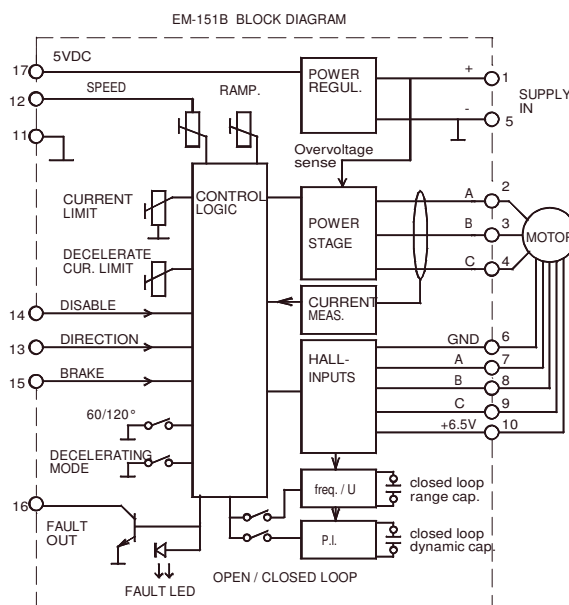 EM-151B BLOCK DIAGRAM
17
5VDC
12
SPEED
RAMP.
11
POWER
REGUL.
+
1
-
5
SUPPLY
IN
Overvoltage
sense
CURRENT
LIMIT
DECELERATE
CUR. LIMIT
CONTROL
LOGIC
POWER
STAGE
A
2
B
3
C
4
MOTOR
CURRENT
MEAS.
14
DISABLE
13
DIRECTION
15
BRAKE
HALL-
INPUTS
GND
6
A
7
B
8
C
9
+6.5V
10
60/120°
DECELERATING
MODE
16
FAULT
OUT
FAULT LED
freq. / U
closed loop
range cap.
P.I.
closed loop
dynamic cap.
OPEN / CLOSED LOOP